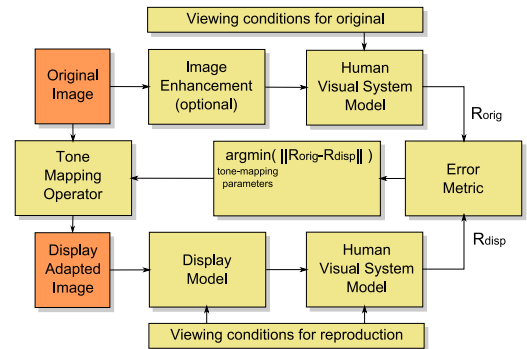 Viewing conditions for original
Original
Image
Image
Enhancement
(optional)
Human
Visual System
Model
Rorig
Tone
Mapping
Operator
argmin( ||Rorig-Rdisp|| )
tone-mapping
parameters
Error
Metric
Rdisp
Display
Adapted
Image
Display
Model
Human
Visual System
Model
Viewing conditions for reproduction